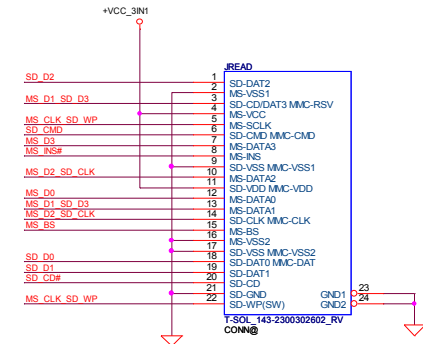 +VCC_3IN1
JREAD
SD_D2 1 SD-DAT2
2 MS-VSS1
MS_D1_SD_D3 3 SD-CD/DAT3 MMC-RSV
4 MS-VCC
MS_CLK_SD_WP 5 MS-SCLK
SD_CMD 6 SD-CMD MMC-CMD
MS_D3 7 MS-DATA3
MS_INS# 8 MS-INS
9 SD-VSS MMC-VSS1
MS_D2_SD_CLK 10 MS-DATA2
11 SD-VDD MMC-VDD
MS_D0 12 MS-DATA0
MS_D1_SD_D3 13 MS-DATA1
MS_D2_SD_CLK 14 SD-CLK MMC-CLK
MS_BS 15 MS-BS
16 MS-VSS2
17 SD-VSS MMC-VSS2
SD_D0 18 SD-DAT0 MMC-DAT
SD_D1 19 SD-DAT1
SD_CD# 20 SD-CD
21 SD-GND GND1 23
MS_CLK_SD_WP 22 SD-WP(SW) GND2 24
T-SOL_143-2300302602_RV
CONN@